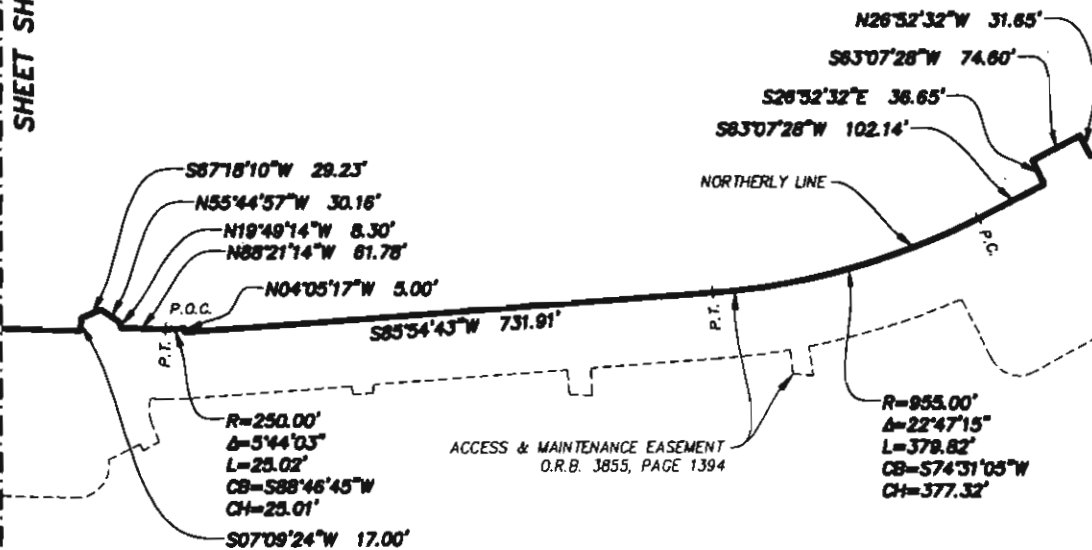 SHEET SH
N26°52'32"W 31.65'
S63°07'28"W 74.60'
S26°52'32"E 36.65'
S63°07'28"W 102.14'
NORTHERLY LINE
S67°18'10"W 29.23'
N55°44'57"W 30.16'
N19°49'14"W 8.30'
N88°21'14"W 61.78'
N04°05'17"W 5.00'
P.O.C.
P.T.
S85°54'43"W 731.91'
P.T.
P.C.
R=250.00'
Δ=5°44'03"
L=25.02'
CB=S88°46'45"W
CH=25.01'
S07°09'24"W 17.00'
ACCESS & MAINTENANCE EASEMENT
O.R.B. 3855, PAGE 1394
R=955.00'
Δ=22°47'15"
L=379.82'
CB=S74°31'05"W
CH=377.32'